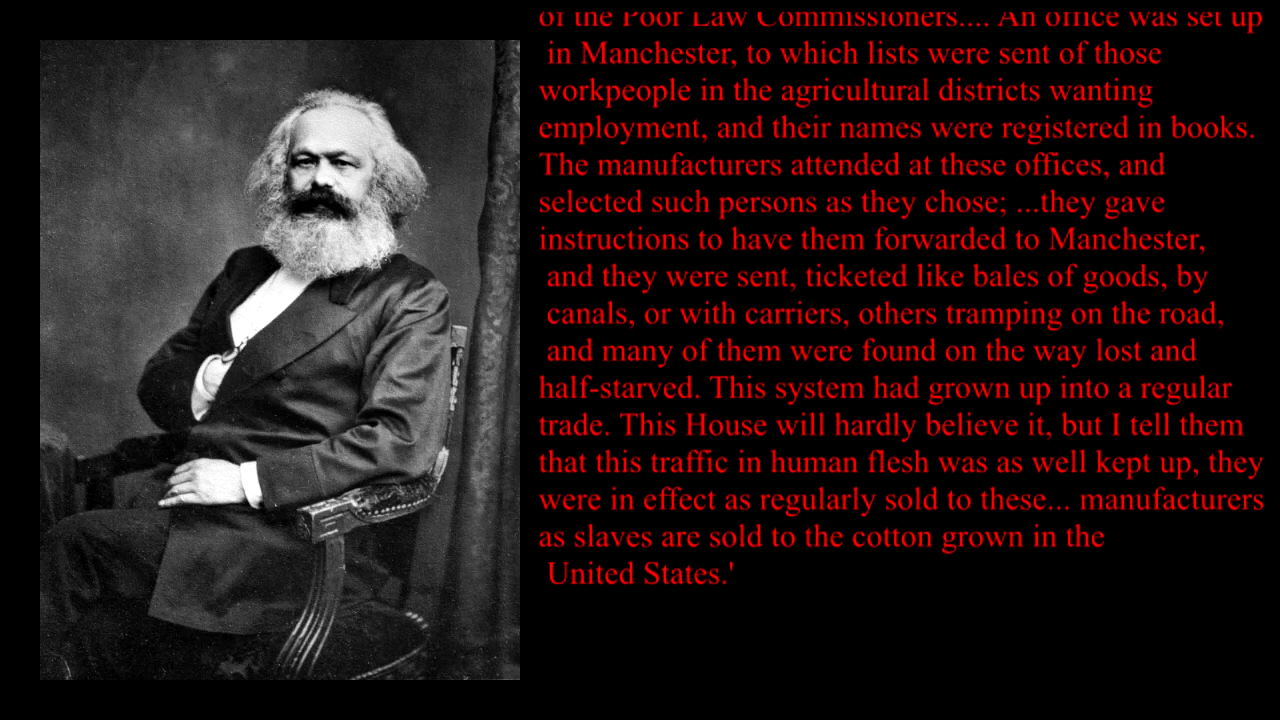 of the Poor Law Commissioners.... An office was set up
in Manchester, to which lists were sent of those
workpeople in the agricultural districts wanting
employment, and their names were registered in books.
The manufacturers attended at these offices, and
selected such persons as they chose; ...they gave
instructions to have them forwarded to Manchester,
and they were sent, ticketed like bales of goods, by
canals, or with carriers, others tramping on the road,
and many of them were found on the way lost and
half-starved. This system had grown up into a regular
trade. This House will hardly believe it, but I tell them
that this traffic in human flesh was as well kept up, they
were in effect as regularly sold to these... manufacturers
as slaves are sold to the cotton grown in the
United States.'